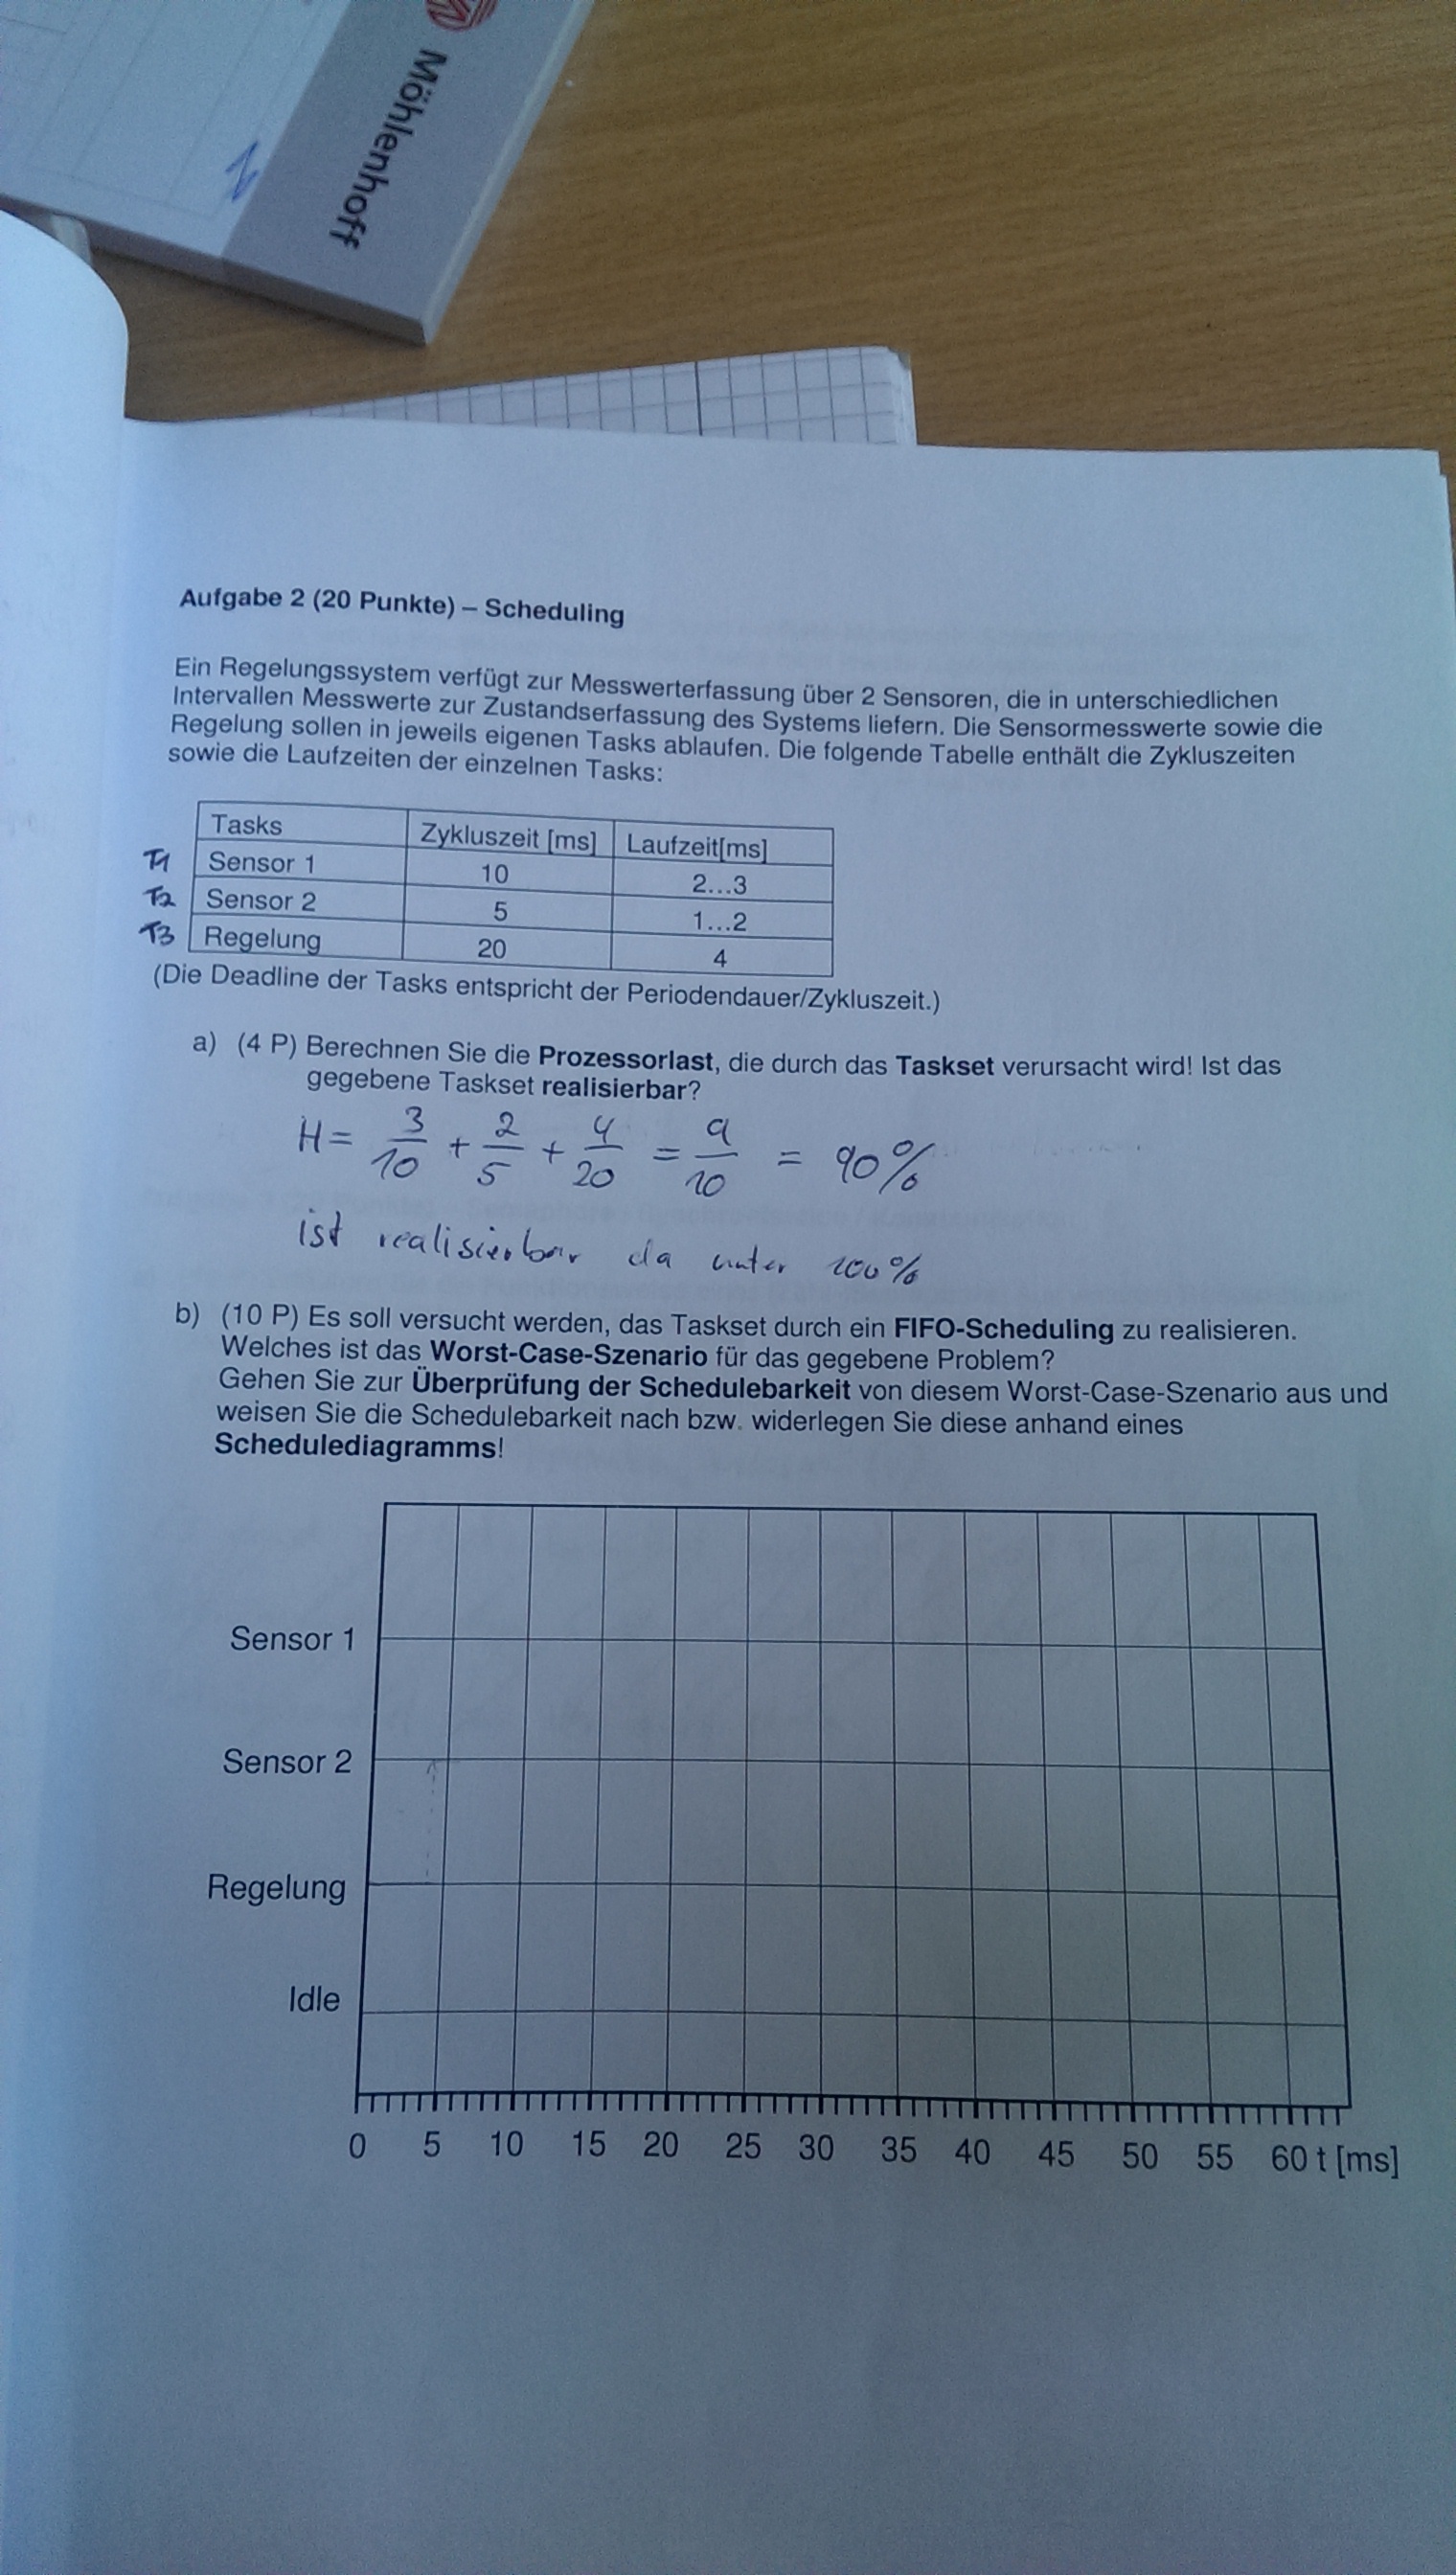 Möhlenhoff
Aufgabe 2 (20 Punkte) – Scheduling
Ein Regelungssystem verfügt zur Messwerterfassung über 2 Sensoren, die in unterschiedlichen
Intervallen Messwerte zur Zustandserfassung des Systems liefern. Die Sensormesswerte sowie die
Regelung sollen in jeweils eigenen Tasks ablaufen. Die folgende Tabelle enthält die Zykluszeiten
sowie die Laufzeiten der einzelnen Tasks:
Tasks Zykluszeit [ms] Laufzeit[ms]
T1 Sensor 1 10 2...3
T2 Sensor 2 5 1...2
T3 Regelung 20 4
(Die Deadline der Tasks entspricht der Periodendauer/Zykluszeit.)
a) (4 P) Berechnen Sie die Prozessorlast, die durch das Taskset verursacht wird! Ist das
gegebene Taskset realisierbar?
H = 3/10 + 2/5 + 4/20 = 9/10 = 90%
ist realisierbar da unter 100%
b) (10 P) Es soll versucht werden, das Taskset durch ein FIFO-Scheduling zu realisieren.
Welches ist das Worst-Case-Szenario für das gegebene Problem?
Gehen Sie zur Überprüfung der Schedulebarkeit von diesem Worst-Case-Szenario aus und
weisen Sie die Schedulebarkeit nach bzw. widerlegen Sie diese anhand eines
Schedulediagramms!
Sensor 1
Sensor 2
Regelung
Idle
0 5 10 15 20 25 30 35 40 45 50 55 60 t [ms]